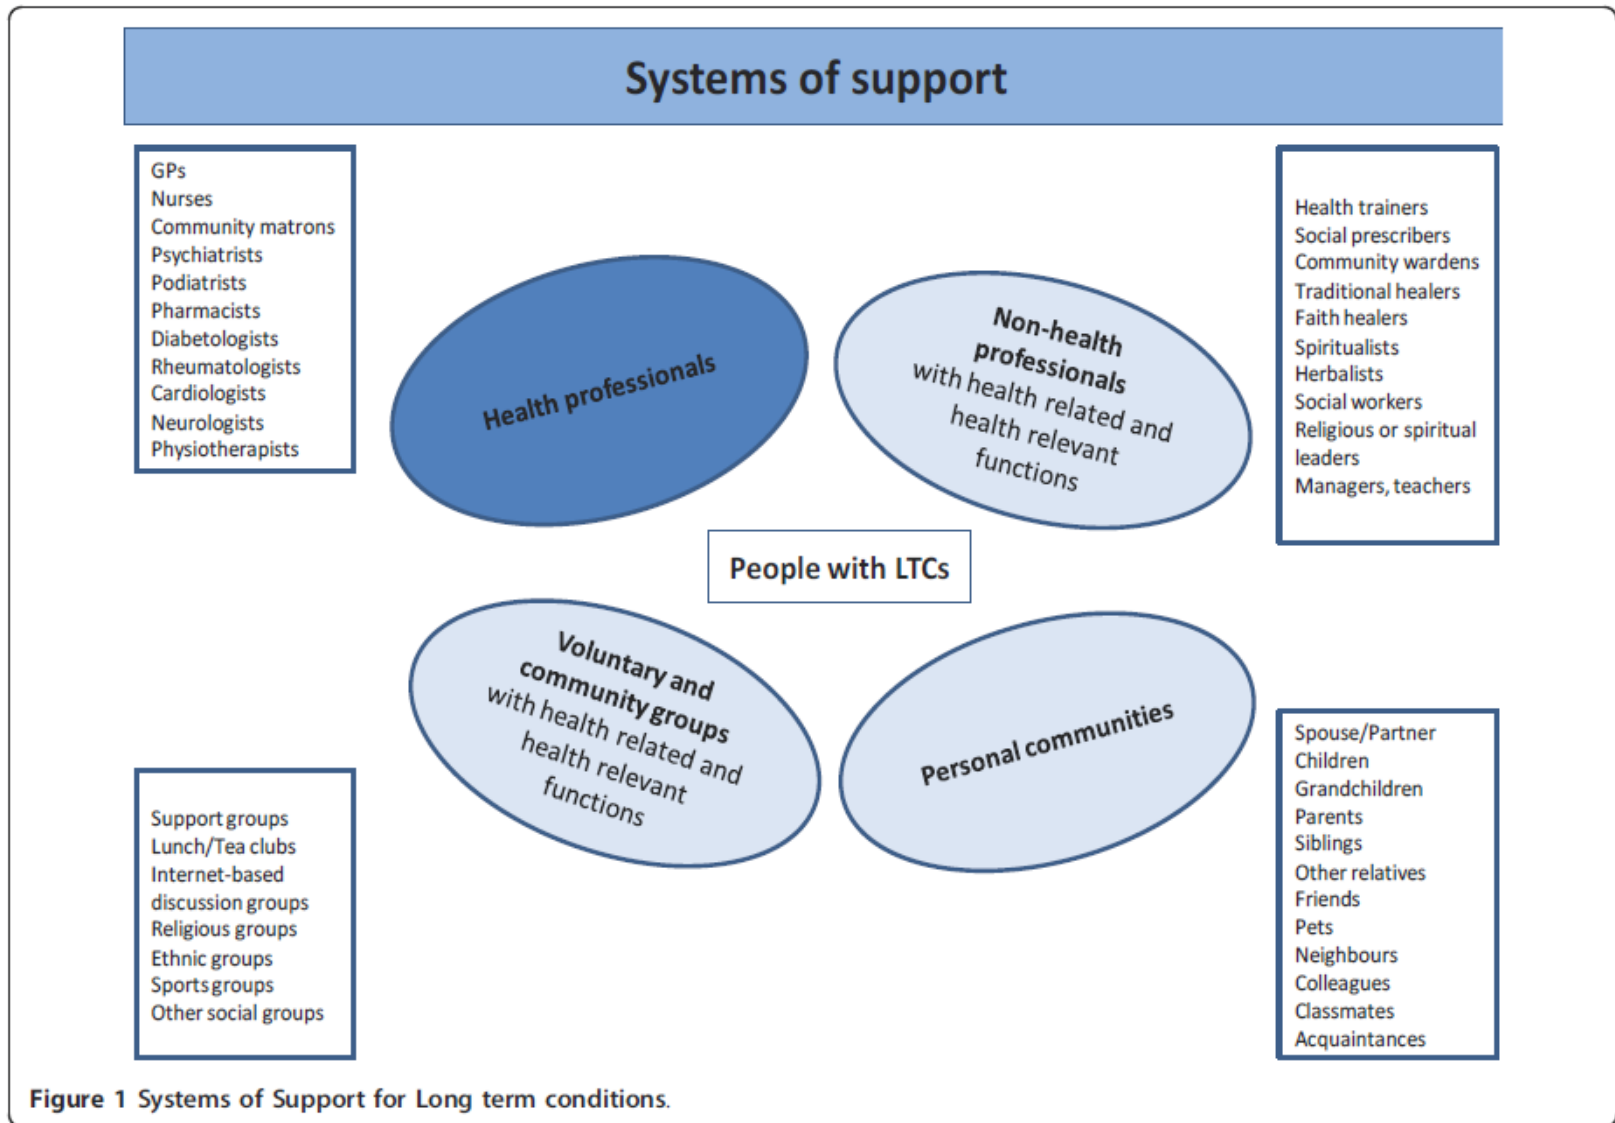 Systems of support
GPs
Nurses
Community matrons
Psychiatrists
Podiatrists
Pharmacists
Diabetologists
Rheumatologists
Cardiologists
Neurologists
Physiotherapists
Health professionals
Non-health
professionals
with health related and
health relevant
functions
Health trainers
Social prescribers
Community wardens
Traditional healers
Faith healers
Spiritualists
Herbalists
Social workers
Religious or spiritual
leaders
Managers, teachers
People with LTCs
Voluntary and
community groups
with health related and
health relevant
functions
Personal communities
Support groups
Lunch/Tea clubs
Internet-based
discussion groups
Religious groups
Ethnic groups
Sports groups
Other social groups
Spouse/Partner
Children
Grandchildren
Parents
Siblings
Other relatives
Friends
Pets
Neighbours
Colleagues
Classmates
Acquaintances
Figure 1 Systems of Support for Long term conditions.